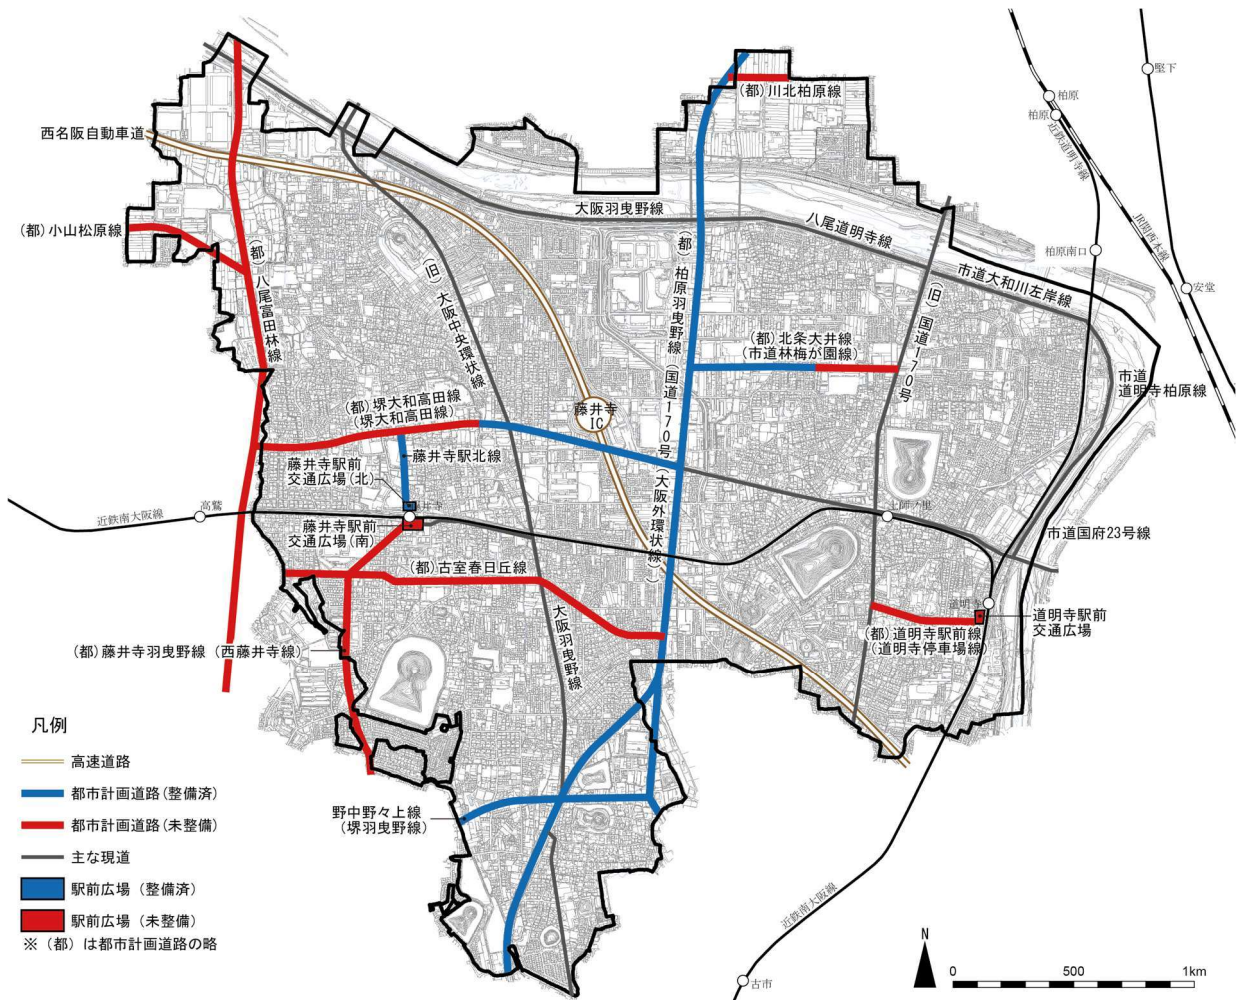 堅下
柏原
柏原
近鉄道明寺線
(都)川北柏原線
西名阪自動車道
大阪羽曳野線
八尾道明寺線
(都)小山松原線
(都)八尾富田林線
(旧)大阪中央環状線
(都)柏原羽曳野線(国道170号(大阪外環状線))
JR関西本線
柏原南口
安堂
市道大和川左岸線
(旧)国道170号
(都)北条大井線
(市道林梅が園線)
市道
道明寺柏原線
(都)堺大和高田線
(堺大和高田線)
藤井寺
IC
藤井寺駅北線
藤井寺駅前
交通広場(北)
高鷲
近鉄南大阪線
藤井寺駅前
交通広場(南)
土師ノ里
市道国府23号線
(都)古室春日丘線
大阪羽曳野線
道明寺
道明寺駅前
交通広場
(都)道明寺駅前線
(道明寺停車場線)
(都)藤井寺羽曳野線(西藤井寺線)
野中野々上線
(堺羽曳野線)
近鉄南大阪線
古市
凡例
高速道路
都市計画道路(整備済)
都市計画道路(未整備)
主な現道
駅前広場(整備済)
駅前広場(未整備)
※(都)は都市計画道路の略
N
0 500 1km